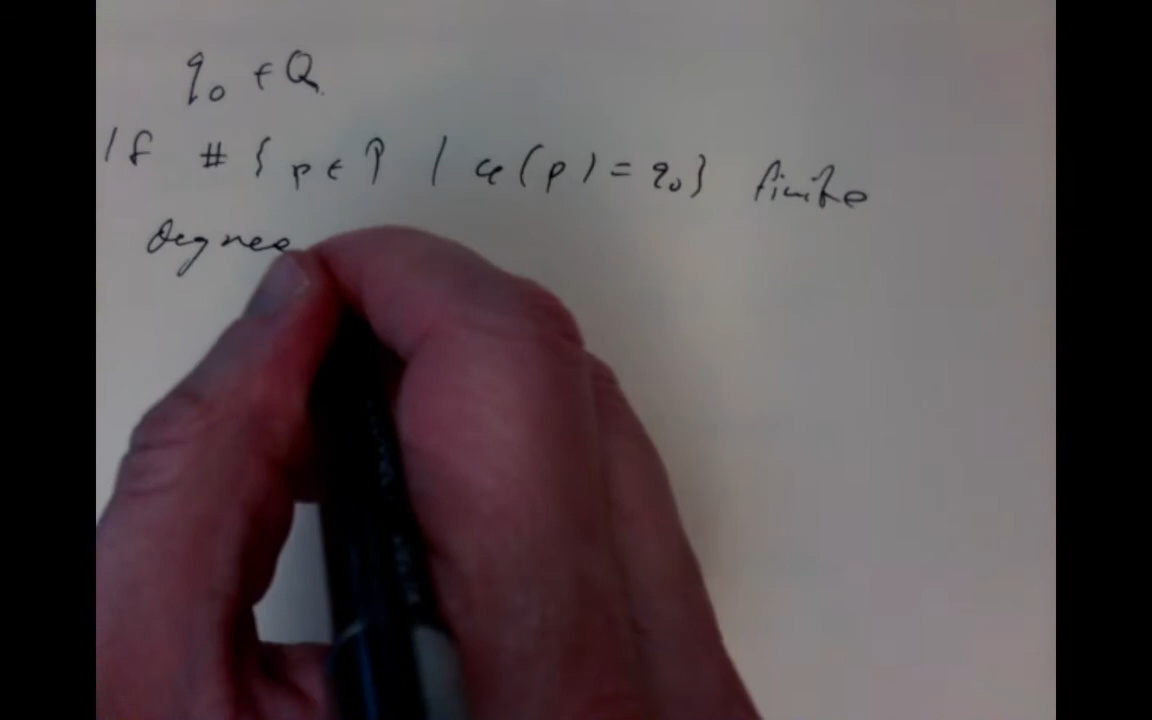 q₀ ∈ Q
If # { p ∈ P | φ(p) = q₀ } finite
degree